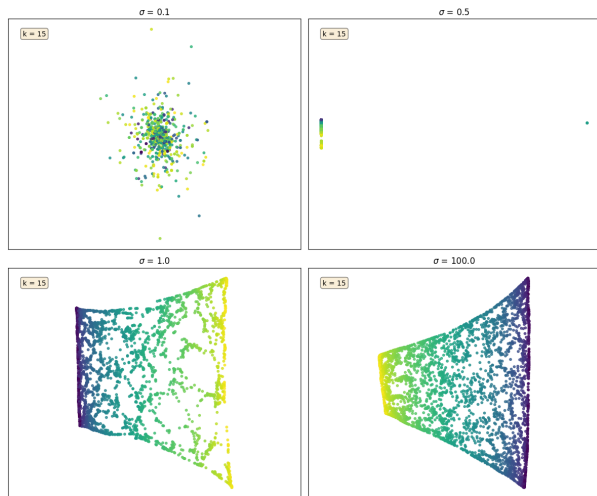 σ = 0.1
k = 15
σ = 0.5
k = 15
σ = 1.0
k = 15
σ = 100.0
k = 15